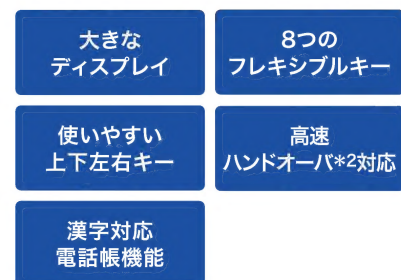 大きな
ディスプレイ
8つの
フレキシブルキー
使いやすい
上下左右キー
高速
ハンドオーバ*2対応
漢字対応
電話帳機能